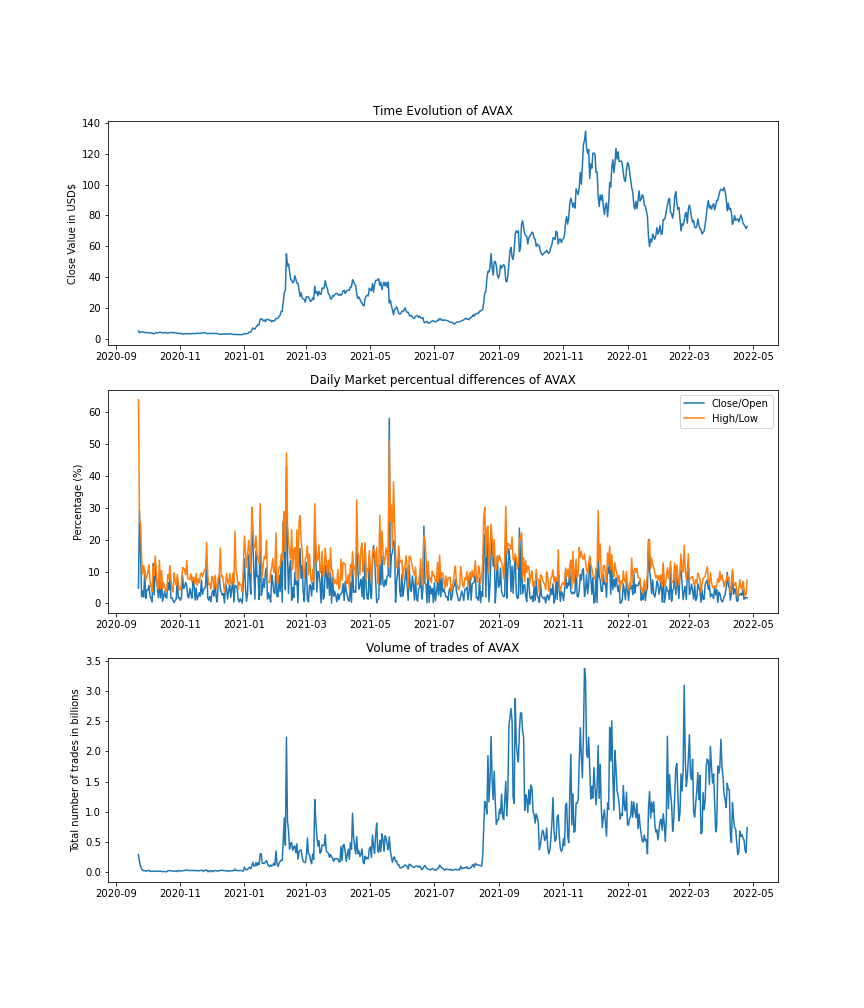 Time Evolution of AVAX
Close Value in USD$
140
120
100
80
60
40
20
0
2020-09 2020-11 2021-01 2021-03 2021-05 2021-07 2021-09 2021-11 2022-01 2022-03 2022-05
Daily Market percentual differences of AVAX
Percentage (%)
60
50
40
30
20
10
0
Close/Open
High/Low
2020-09 2020-11 2021-01 2021-03 2021-05 2021-07 2021-09 2021-11 2022-01 2022-03 2022-05
Volume of trades of AVAX
Total number of trades in billions
3.5
3.0
2.5
2.0
1.5
1.0
0.5
0.0
2020-09 2020-11 2021-01 2021-03 2021-05 2021-07 2021-09 2021-11 2022-01 2022-03 2022-05